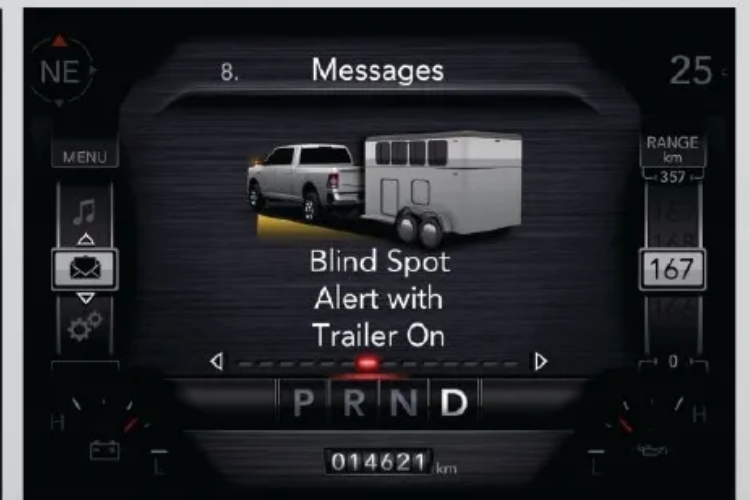 NE
8. Messages
25
MENU
RANGE
km
357
167
Blind Spot
Alert with
Trailer On
0
P R N D
H
H
L
L
014621 km